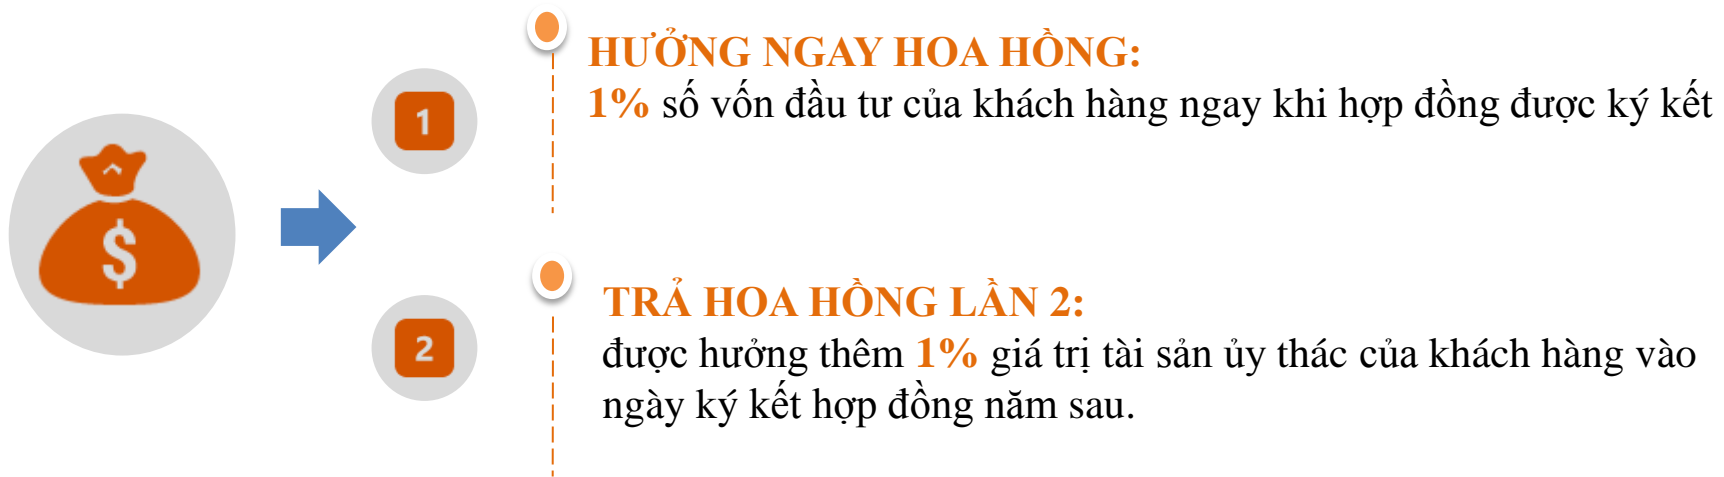 HƯỞNG NGAY HOA HỒNG:
1
1% số vốn đầu tư của khách hàng ngay khi hợp đồng được ký kết
$
TRẢ HOA HỒNG LẦN 2:
2
được hưởng thêm 1% giá trị tài sản ủy thác của khách hàng vào
ngày ký kết hợp đồng năm sau.